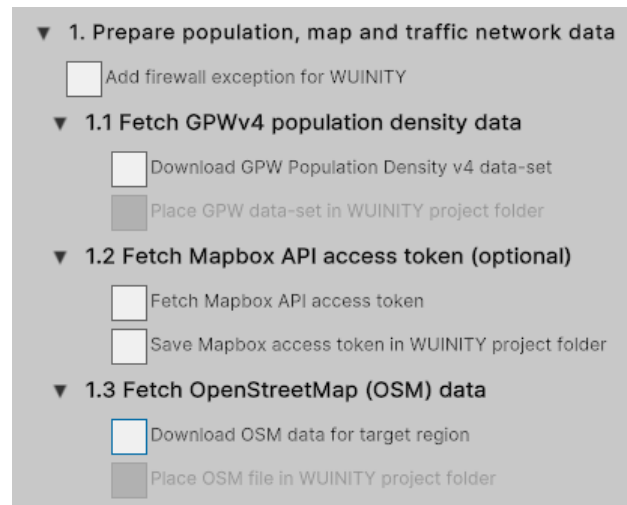 1. Prepare population, map and traffic network data
Add firewall exception for WUINITY
1.1 Fetch GPWv4 population density data
Download GPW Population Density v4 data-set
Place GPW data-set in WUINITY project folder
1.2 Fetch Mapbox API access token (optional)
Fetch Mapbox API access token
Save Mapbox access token in WUINITY project folder
1.3 Fetch OpenStreetMap (OSM) data
Download OSM data for target region
Place OSM file in WUINITY project folder